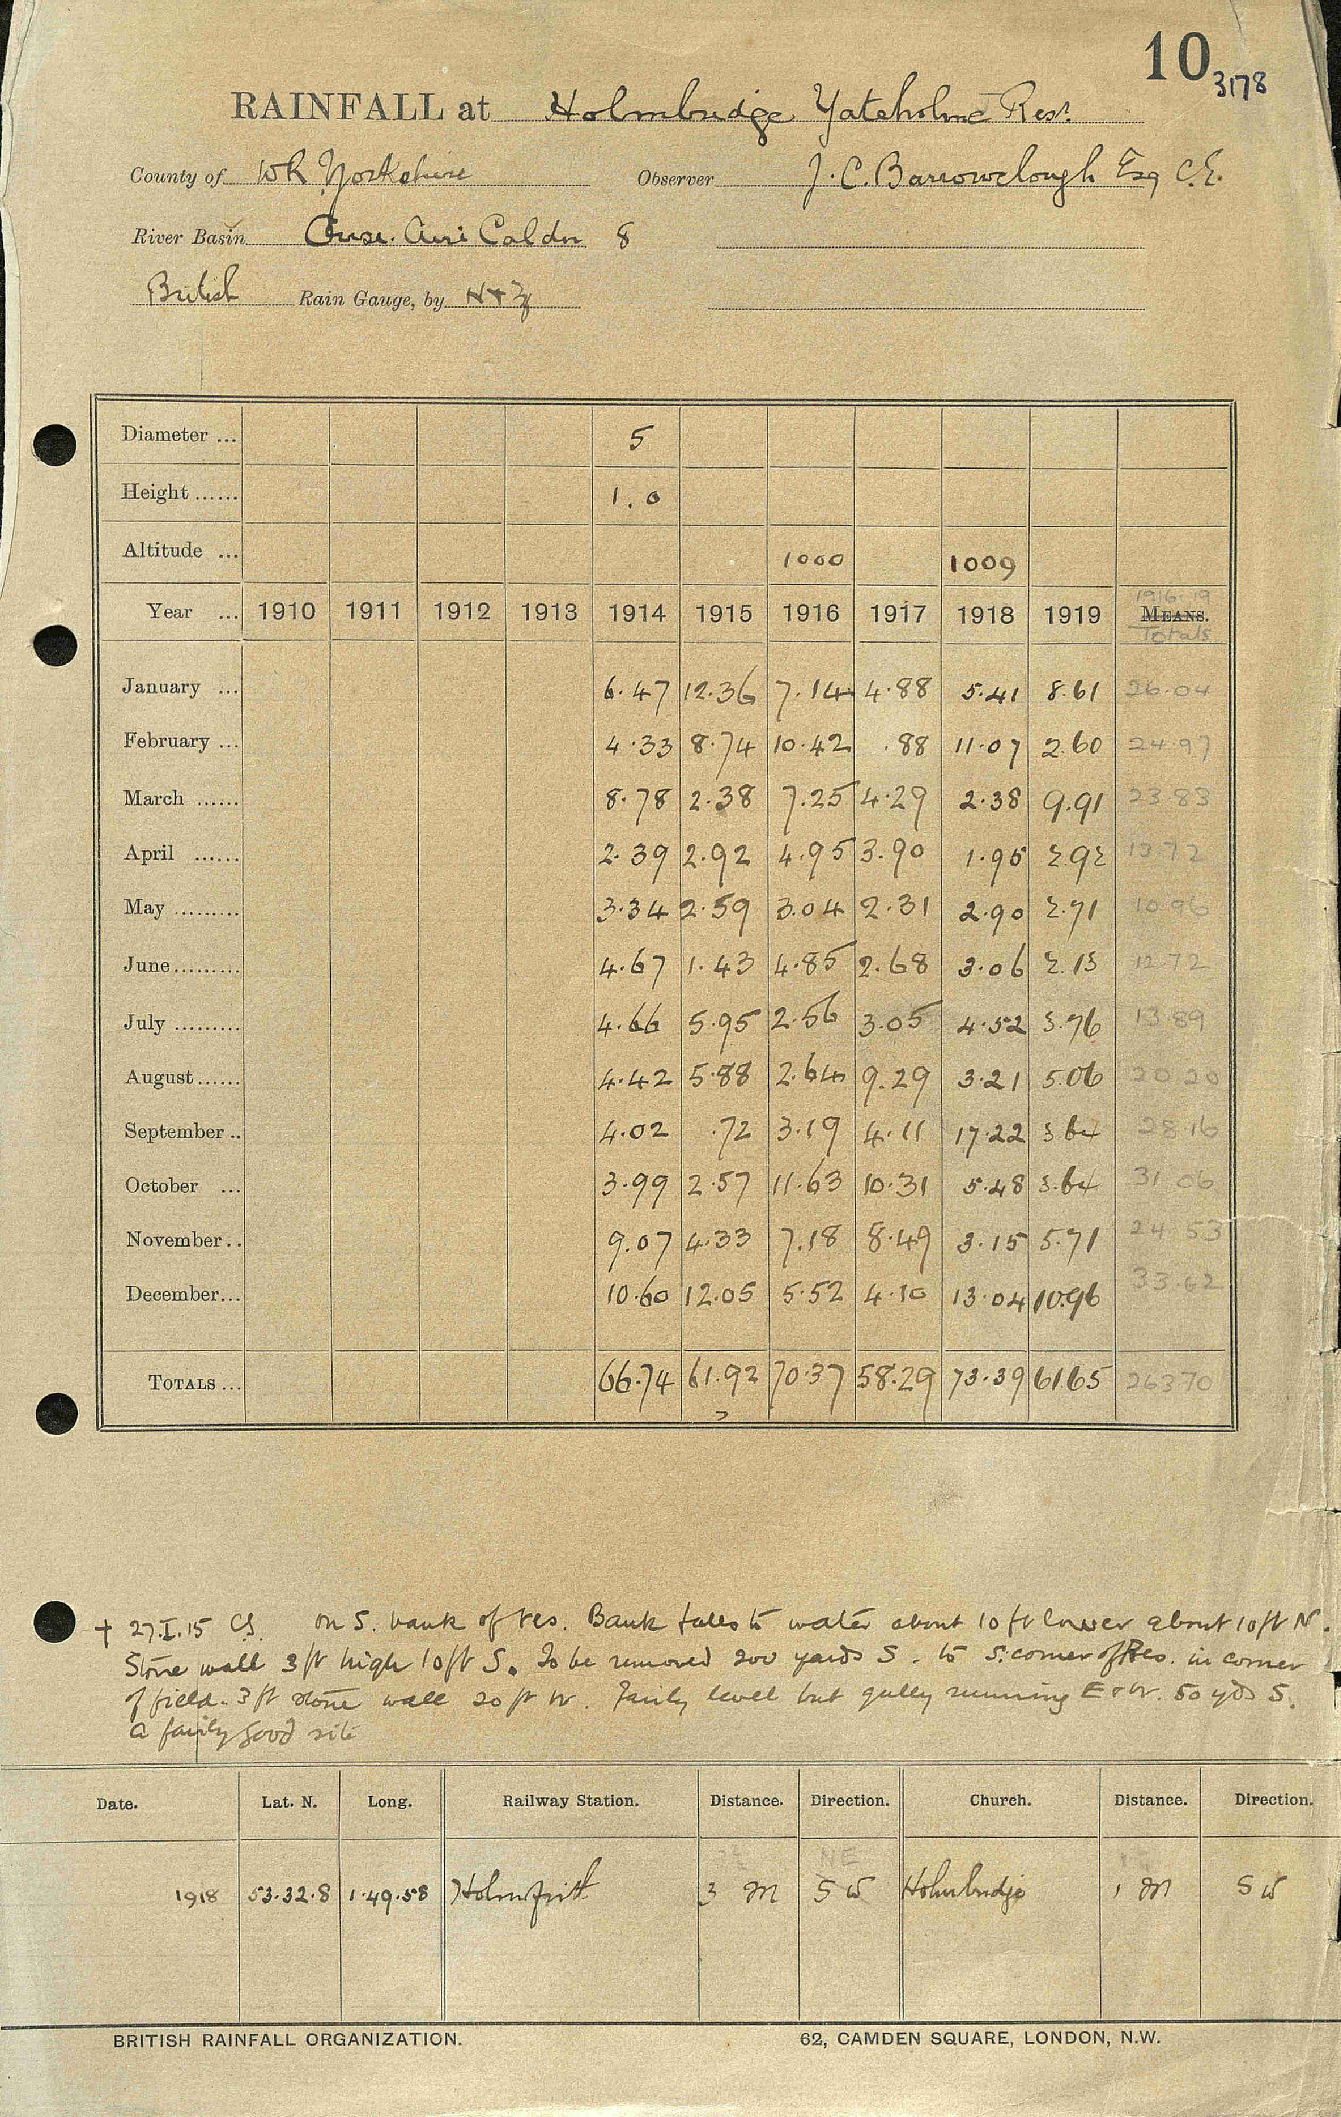 10
3178
RAINFALL at Holmbridge Yateholme Resr.
County of WR Yorkshire Observer J. C. Barrowclough Esq C.E.
River Basin Ouse. Aire Calder 8
British Rain Gauge, by N+Z
Diameter ... 5
Height ...... 1.0
Altitude ... 1000 1009
1916-19
Year ... 1910 1911 1912 1913 1914 1915 1916 1917 1918 1919 MEANS.
Totals
January ... 6.47 12.36 7.14 4.88 5.41 8.61 26.04
February ... 4.33 8.74 10.42 .88 11.07 2.60 24.97
March ...... 8.78 2.38 7.25 4.29 2.38 9.91 23.83
April ...... 2.39 2.92 4.95 3.90 1.95 2.92 13.72
May ......... 3.34 2.59 3.04 2.31 2.90 2.71 10.96
June ......... 4.67 1.43 4.85 2.68 3.06 2.13 12.72
July ......... 4.66 5.95 2.56 3.05 4.52 3.76 13.89
August ...... 4.42 5.88 2.64 9.29 3.21 5.06 20.20
September .. 4.02 .72 3.19 4.11 17.22 3.64 28.16
October ... 3.99 2.57 11.63 10.31 5.48 3.64 31.06
November .. 9.07 4.33 7.18 8.49 3.15 5.71 24.53
December ... 10.60 12.05 5.52 4.10 13.04 10.96 33.62
TOTALS ... 66.74 61.92 70.37 58.29 73.39 61.65 263.70
+ 27.I.15 CS. on S. bank of res. Bank falls to water about 10 ft lower about 10 ft N.
Stone wall 3 ft high 10 ft S. To be removed 200 yards S. to S. corner of Res. in corner
of field. 3 ft stone wall 20 ft W. Fairly level but gully running E & W. 50 yds S.
a fairly good site
Date. Lat. N. Long. Railway Station. Distance. Direction. Church. Distance. Direction.
NE
1918 53.32.8 1.49.58 Holmfirth 3 m SW Holmbridge 1 m SW
BRITISH RAINFALL ORGANIZATION. 62, CAMDEN SQUARE, LONDON, N.W.